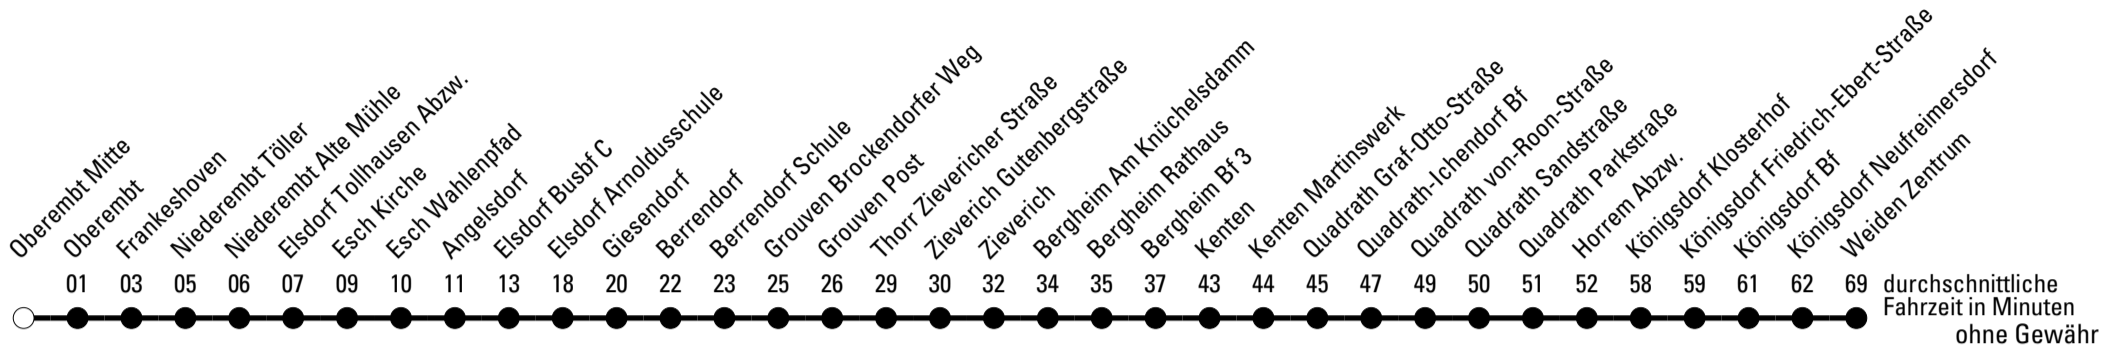 Oberembt Mitte
Oberembt
Frankeshoven
Niederembt Töller
Niederembt Alte Mühle
Elsdorf Tollhausen Abzw.
Esch Kirche
Esch Wahlenpfad
Angelsdorf
Elsdorf Busbf C
Elsdorf Arnoldusschule
Giesendorf
Berrendorf
Berrendorf Schule
Grouven Brockendorfer Weg
Grouven Post
Thorr Zievericher Straße
Zieverich Gutenbergstraße
Zieverich
Bergheim Am Knüchelsdamm
Bergheim Rathaus
Bergheim Bf 3
Kenten
Kenten Martinswerk
Quadrath Graf-Otto-Straße
Quadrath-Ichendorf Bf
Quadrath von-Roon-Straße
Quadrath Sandstraße
Quadrath Parkstraße
Horrem Abzw.
Königsdorf Klosterhof
Königsdorf Friedrich-Ebert-Straße
Königsdorf Bf
Königsdorf Neufreimersdorf
Weiden Zentrum
01 03 05 06 07 09 10 11 13 18 20 22 23 25 26 29 30 32 34 35 37 43 44 45 47 49 50 51 52 58 59 61 62 69 durchschnittliche
Fahrzeit in Minuten
ohne Gewähr